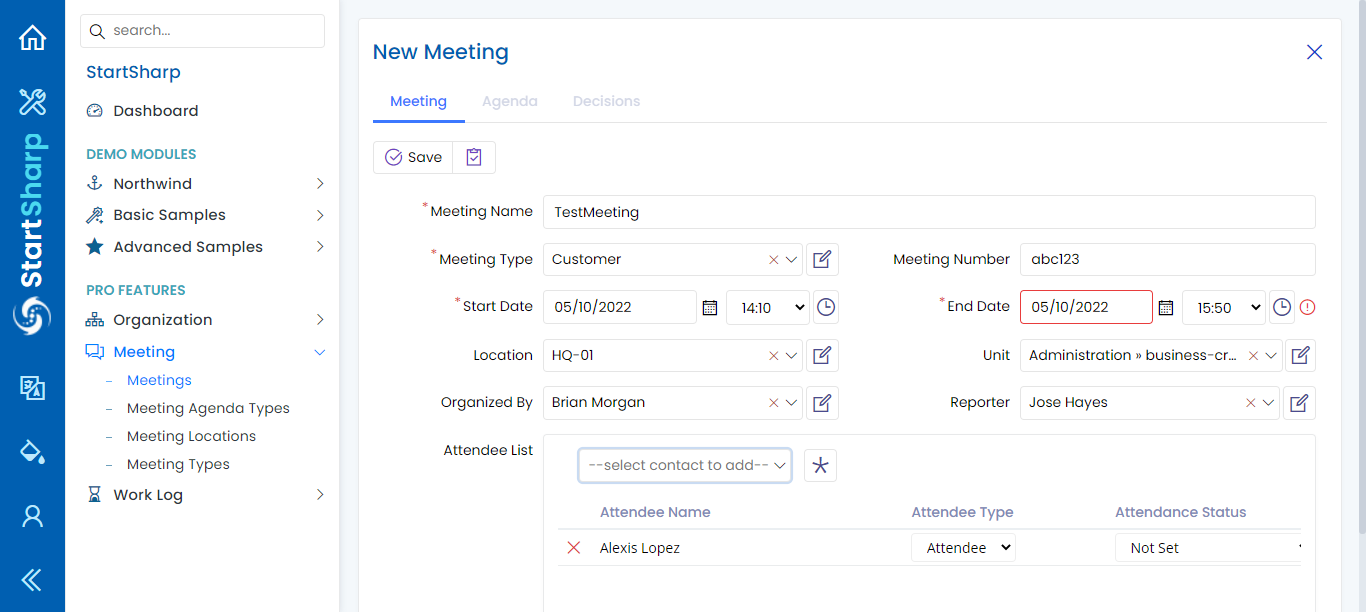 search...
StartSharp
StartSharp
Dashboard
DEMO MODULES
Northwind
Basic Samples
Advanced Samples
PRO FEATURES
Organization
Meeting
Meetings
Meeting Agenda Types
Meeting Locations
Meeting Types
Work Log
New Meeting
Meeting Agenda Decisions
Save
*Meeting Name TestMeeting
*Meeting Type Customer Meeting Number abc123
*Start Date 05/10/2022 14:10 *End Date 05/10/2022 15:50
Location HQ-01 Unit Administration » business-cr...
Organized By Brian Morgan Reporter Jose Hayes
Attendee List --select contact to add--
Attendee Name Attendee Type Attendance Status
Alexis Lopez Attendee Not Set